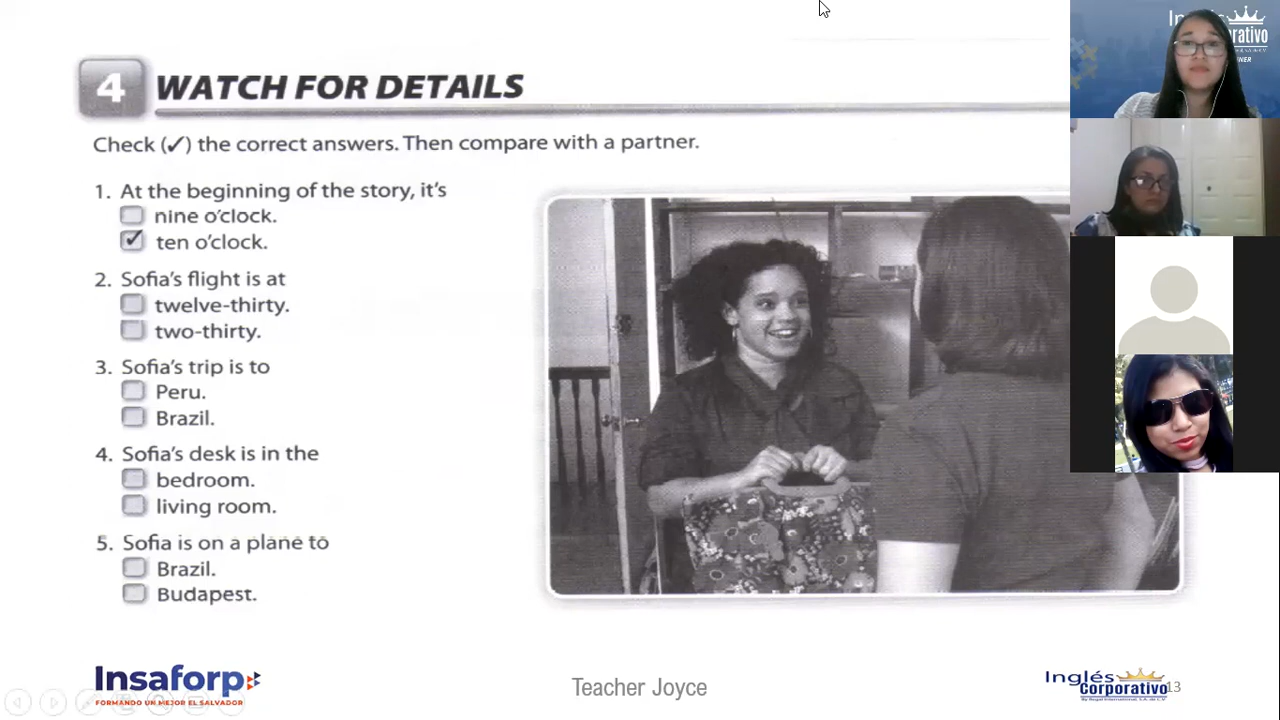 4 WATCH FOR DETAILS
Check (✓) the correct answers. Then compare with a partner.
1. At the beginning of the story, it's
nine o'clock.
ten o'clock.
2. Sofia's flight is at
twelve-thirty.
two-thirty.
3. Sofia's trip is to
Peru.
Brazil.
4. Sofia's desk is in the
bedroom.
living room.
5. Sofia is on a plane to
Brazil.
Budapest.
Insaforp
FORMANDO UN MEJOR EL SALVADOR
Teacher Joyce
Inglés
Corporativo
13